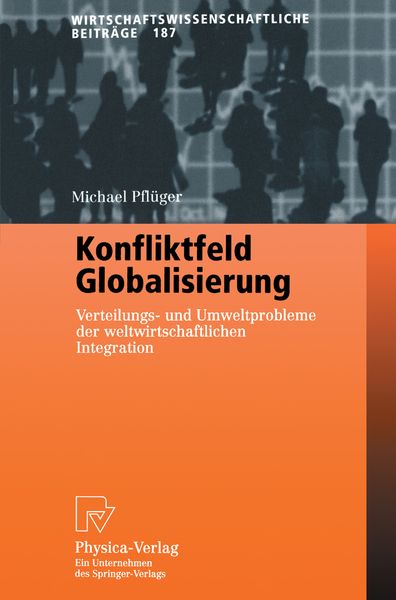 WIRTSCHAFTSWISSENSCHAFTLICHE
BEITRÄGE 187
Michael Pflüger
Konfliktfeld
Globalisierung
Verteilungs- und Umweltprobleme
der weltwirtschaftlichen
Integration
Physica-Verlag
Ein Unternehmen
des Springer-Verlags